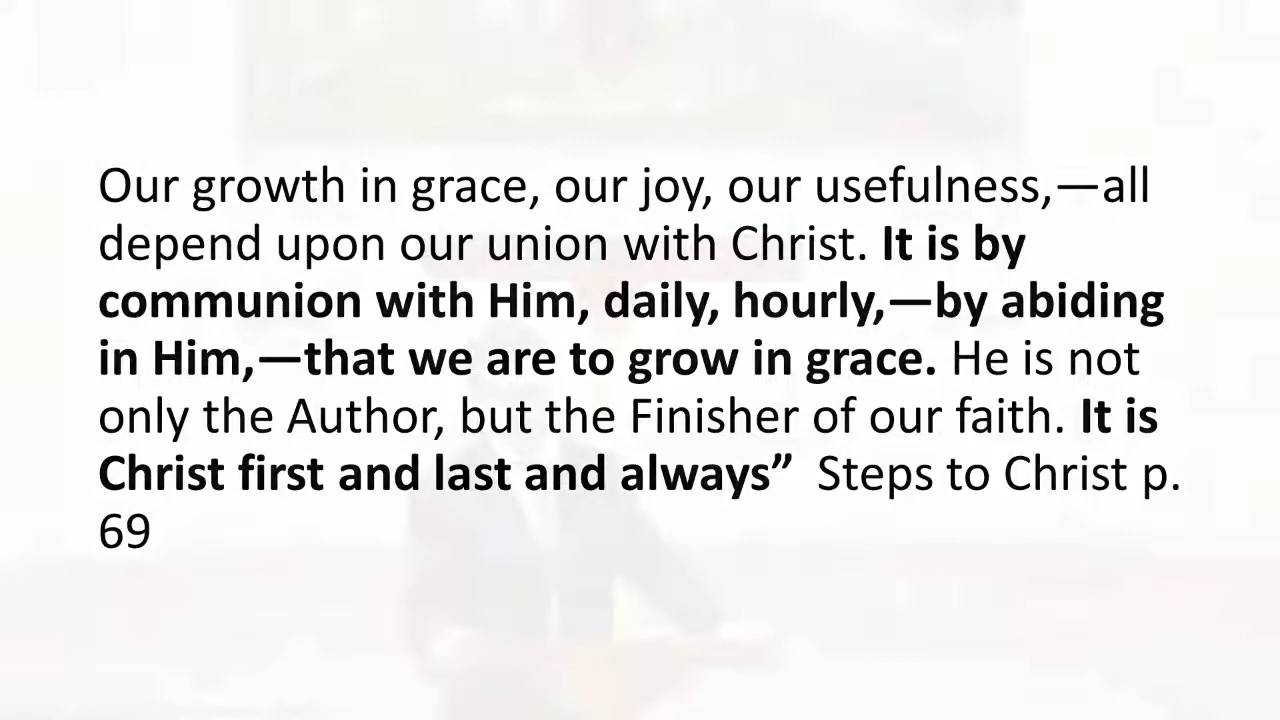 Our growth in grace, our joy, our usefulness,—all
depend upon our union with Christ. It is by
communion with Him, daily, hourly,—by abiding
in Him,—that we are to grow in grace. He is not
only the Author, but the Finisher of our faith. It is
Christ first and last and always”  Steps to Christ p.
69